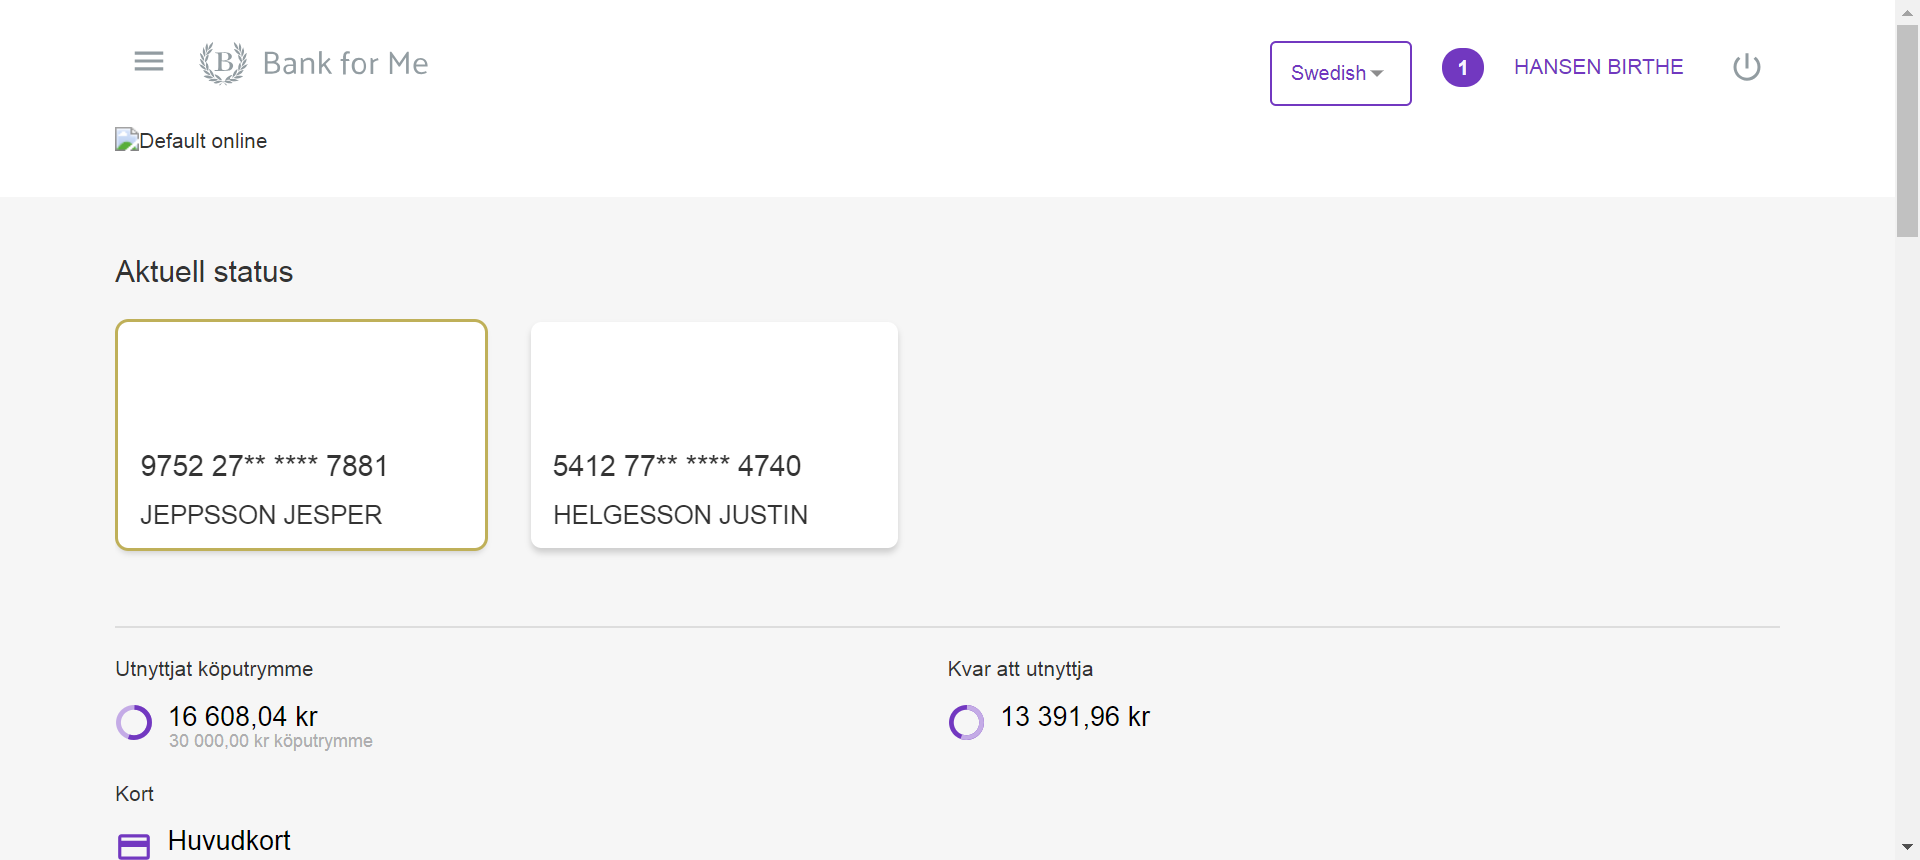 Bank for Me
Swedish
1
HANSEN BIRTHE
Default online
Aktuell status
9752 27** **** 7881
JEPPSSON JESPER
5412 77** **** 4740
HELGESSON JUSTIN
Utnyttjat köputrymme
16 608,04 kr
30 000,00 kr köputrymme
Kvar att utnyttja
13 391,96 kr
Kort
Huvudkort